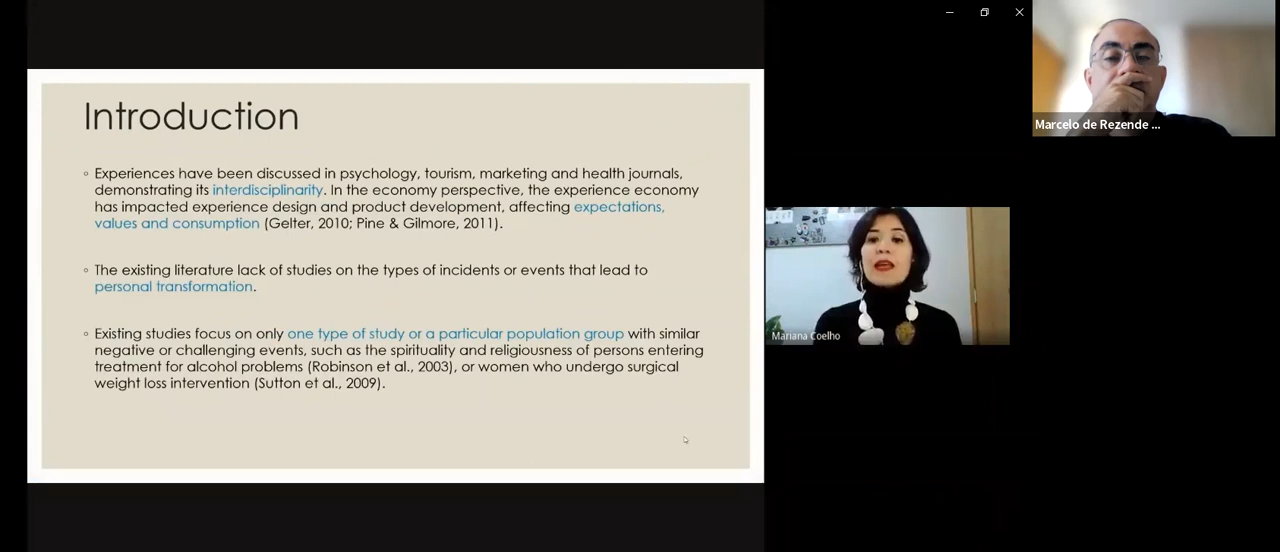 Introduction
◦ Experiences have been discussed in psychology, tourism, marketing and health journals,
demonstrating its interdisciplinarity. In the economy perspective, the experience economy
has impacted experience design and product development, affecting expectations,
values and consumption (Gelter, 2010; Pine & Gilmore, 2011).
◦ The existing literature lack of studies on the types of incidents or events that lead to
personal transformation.
◦ Existing studies focus on only one type of study or a particular population group with similar
negative or challenging events, such as the spirituality and religiousness of persons entering
treatment for alcohol problems (Robinson et al., 2003), or women who undergo surgical
weight loss intervention (Sutton et al., 2009).
Marcelo de Rezende ...
Mariana Coelho